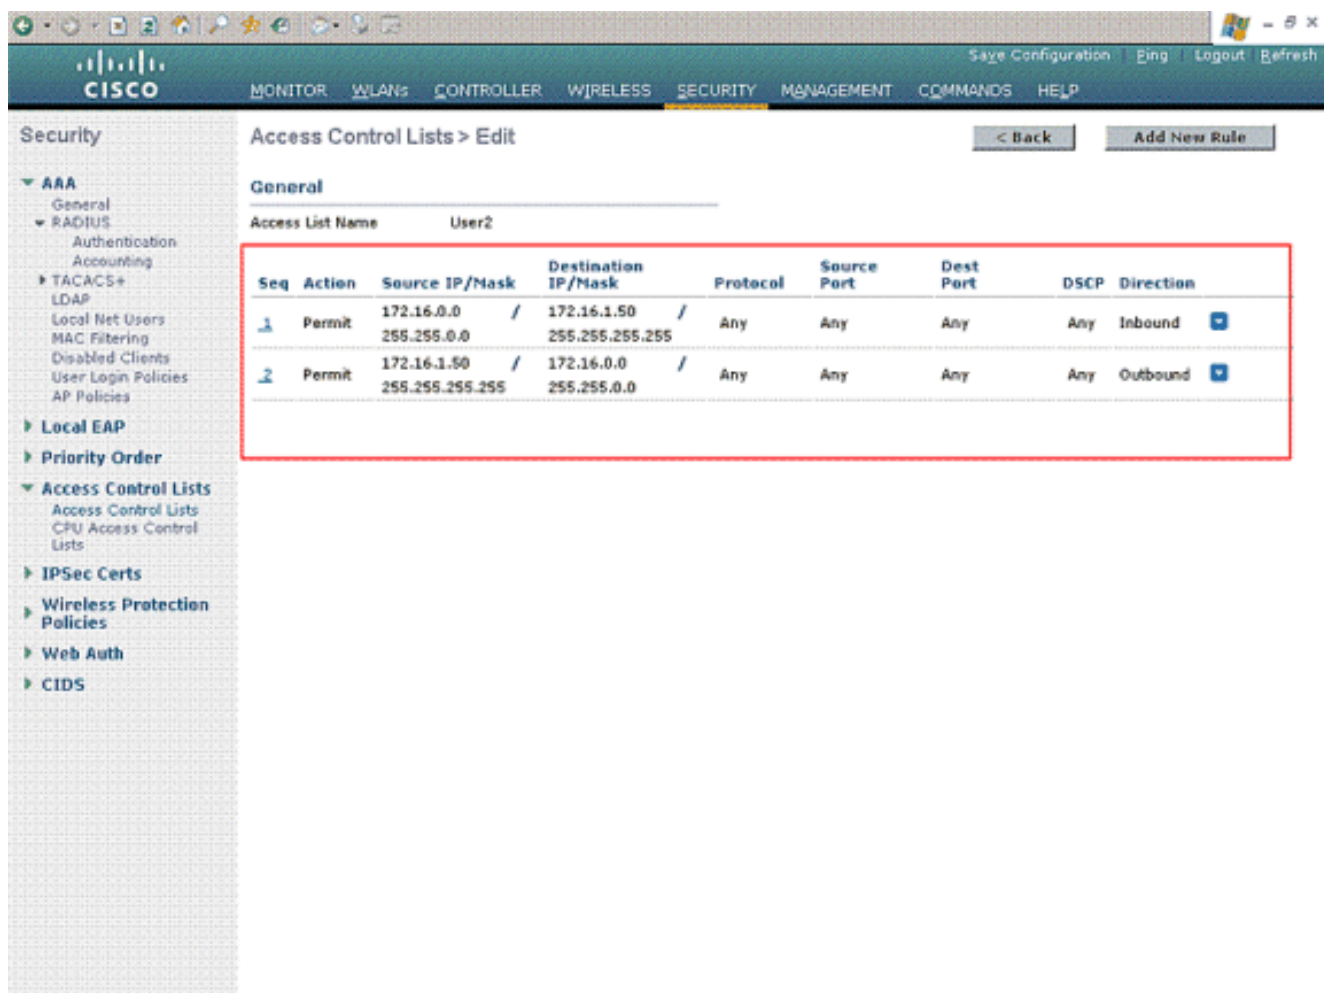 Save Configuration Ping Logout Refresh
CISCO
MONITOR WLANs CONTROLLER WIRELESS SECURITY MANAGEMENT COMMANDS HELP
Security
AAA
General
RADIUS
Authentication
Accounting
TACACS+
LDAP
Local Net Users
MAC Filtering
Disabled Clients
User Login Policies
AP Policies
Local EAP
Priority Order
Access Control Lists
Access Control Lists
CPU Access Control
Lists
IPSec Certs
Wireless Protection
Policies
Web Auth
CIDS
Access Control Lists > Edit
< Back
Add New Rule
General
Access List Name User2
Seq Action Source IP/Mask Destination IP/Mask Protocol Source Port Dest Port DSCP Direction
1 Permit 172.16.0.0 / 172.16.1.50 / Any Any Any Any Inbound
255.255.0.0 255.255.255.255
2 Permit 172.16.1.50 / 172.16.0.0 / Any Any Any Any Outbound
255.255.255.255 255.255.0.0